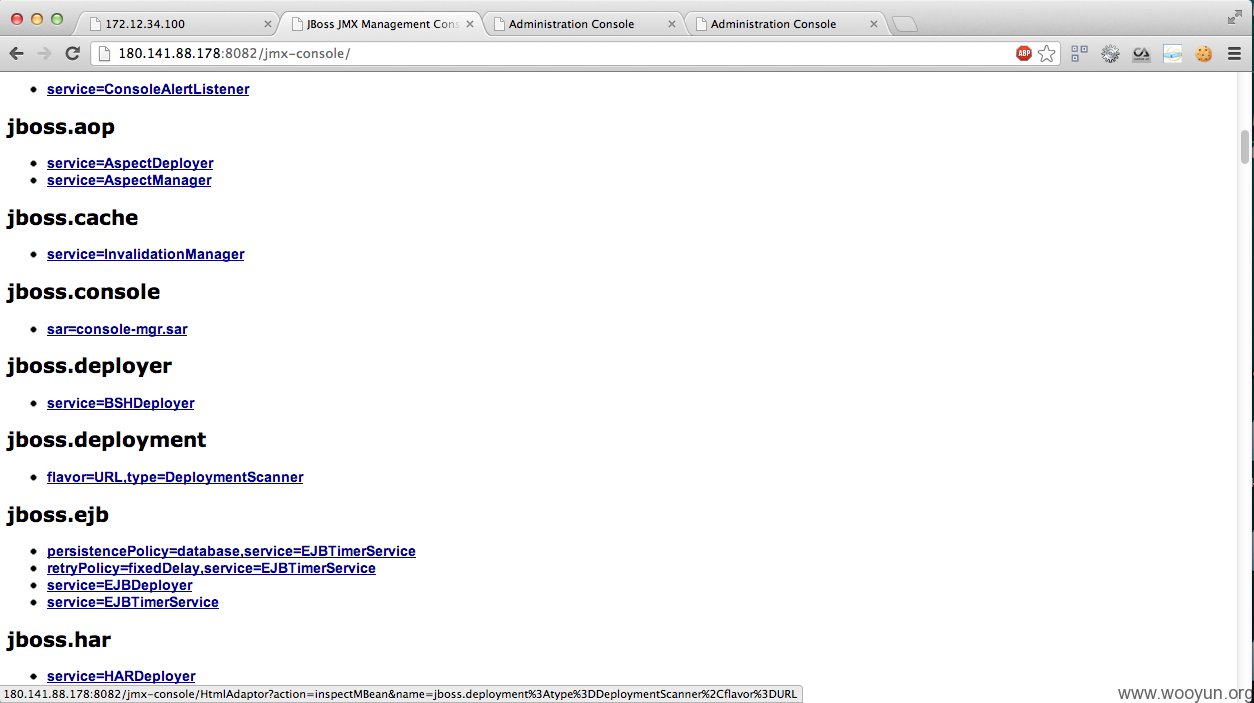 172.12.34.100
JBoss JMX Management Cons
Administration Console
Administration Console
180.141.88.178:8082/jmx-console/
ABP
service=ConsoleAlertListener
jboss.aop
service=AspectDeployer
service=AspectManager
jboss.cache
service=InvalidationManager
jboss.console
sar=console-mgr.sar
jboss.deployer
service=BSHDeployer
jboss.deployment
flavor=URL,type=DeploymentScanner
jboss.ejb
persistencePolicy=database,service=EJBTimerService
retryPolicy=fixedDelay,service=EJBTimerService
service=EJBDeployer
service=EJBTimerService
jboss.har
service=HARDeployer
180.141.88.178:8082/jmx-console/HtmlAdaptor?action=inspectMBean&name=jboss.deployment%3Atype%3DDeploymentScanner%2Cflavor%3DURL
www.wooyun.org